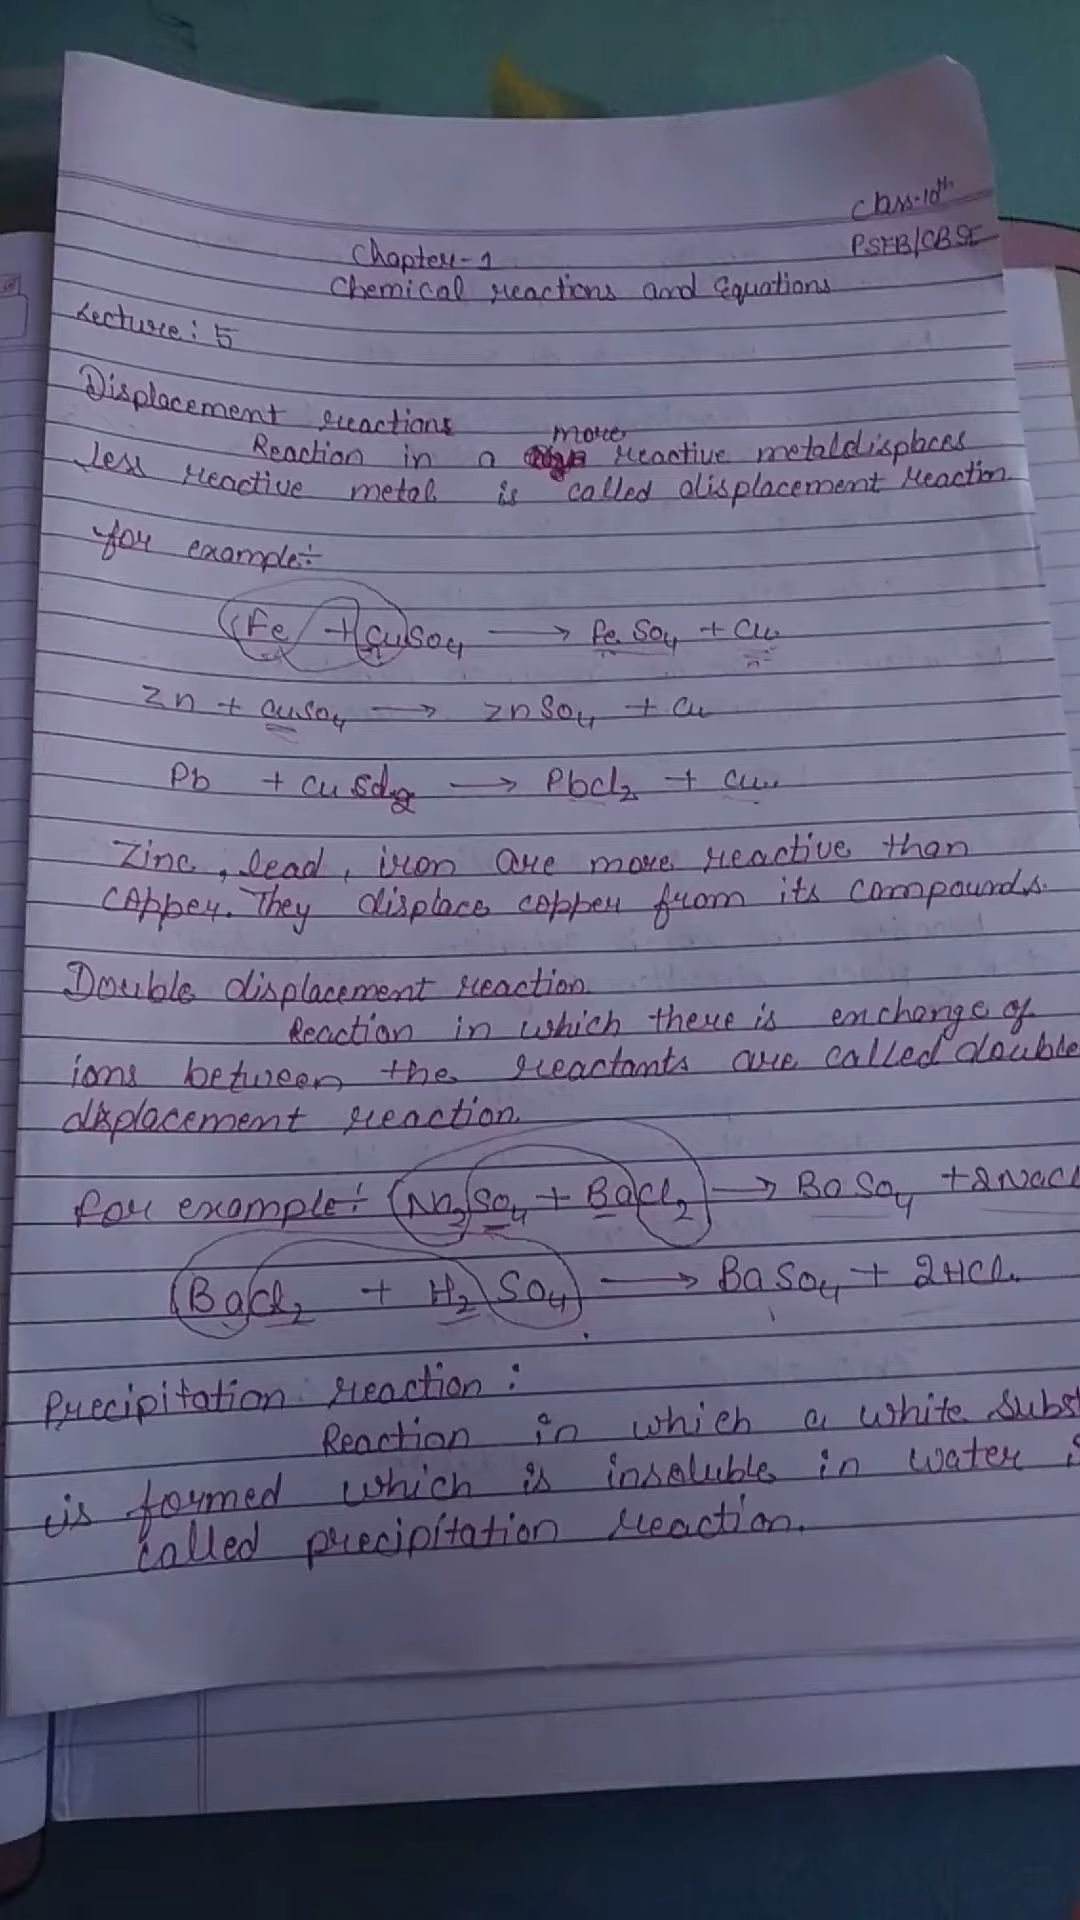 Class-10th
PSEB/CBSE
Chapter-1
Chemical reactions and Equations
Lecture: 5
Displacement reactions
more
Reaction in a reactive metal displaces
less reactive metal is called displacement reaction
for example÷
Fe + CuSO4 → FeSO4 + Cu
Zn + CuSO4 → ZnSO4 + Cu
Pb + Cu → PbCl2 + Cu
Zinc, lead, iron are more reactive than
copper. They displace copper from its compounds.
Double displacement reaction
Reaction in which there is exchange of
ions between the reactants are called double
displacement reaction
for example÷ Na2SO4 + BaCl2 → BaSO4 + 2NaCl
BaCl2 + H2SO4 → BaSO4 + 2HCl.
Precipitation reaction:
Reaction in which a white subst
is formed which is insoluble in water
called precipitation reaction.